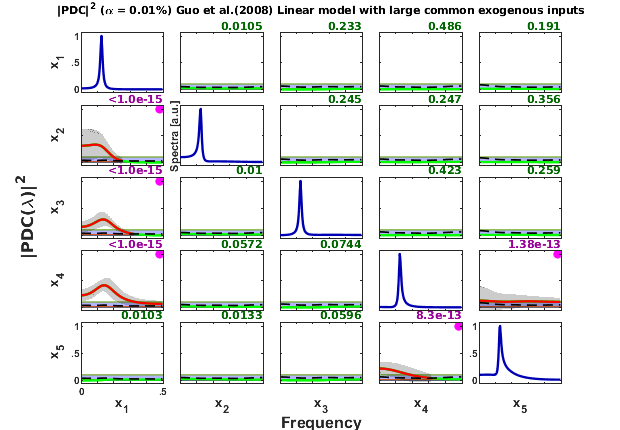 |PDC|² (α = 0.01%) Guo et al.(2008) Linear model with large common exogenous inputs
0.0105 0.233 0.486 0.191
1
x₁
0
<1.0e-15 0.245 0.247 0.356
1
x₂
Spectra [a.u.]
0
<1.0e-15 0.01 0.423 0.259
1
x₃
0
|PDC(λ)|²
<1.0e-15 0.0572 0.0744 1.38e-13
1
x₄
0
0.0103 0.0133 0.0596 8.3e-13
1
x₅
0
0 .5
x₁ x₂ x₃ x₄ x₅
Frequency